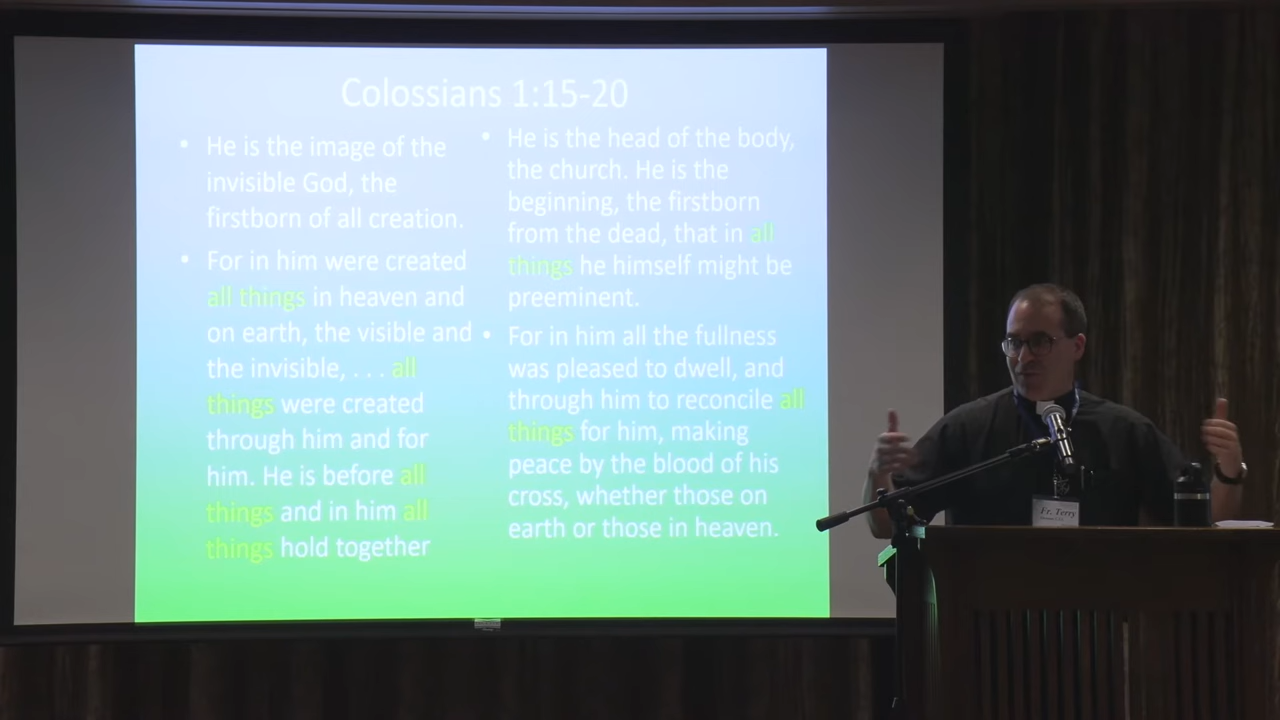 Colossians 1:15-20
• He is the image of the
invisible God, the
firstborn of all creation.
• For in him were created
all things in heaven and
on earth, the visible and
the invisible, . . . all
things were created
through him and for
him. He is before all
things and in him all
things hold together
• He is the head of the body,
the church. He is the
beginning, the firstborn
from the dead, that in all
things he himself might be
preeminent.
• For in him all the fullness
was pleased to dwell, and
through him to reconcile all
things for him, making
peace by the blood of his
cross, whether those on
earth or those in heaven.
Fr. Terry